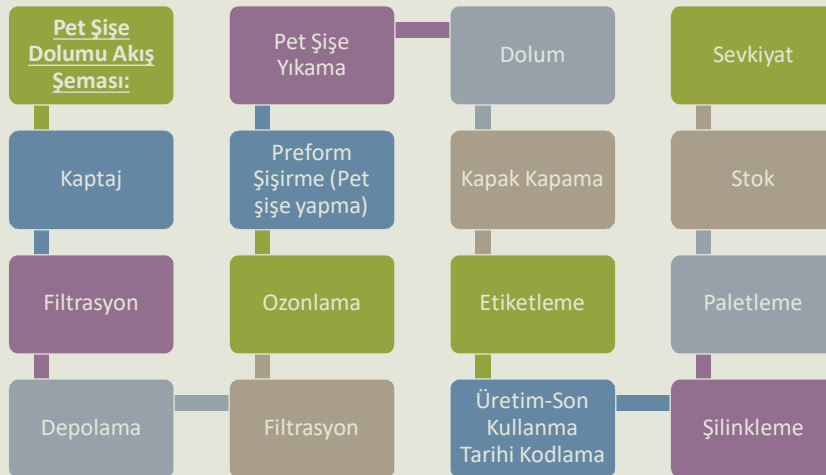 Pet Şişe
Dolumu Akış
Şeması:
Kaptaj
Filtrasyon
Depolama
Filtrasyon
Ozonlama
Preform
Şişirme (Pet
şişe yapma)
Pet Şişe
Yıkama
Dolum
Kapak Kapama
Etiketleme
Üretim-Son
Kullanma
Tarihi Kodlama
Şilinkleme
Paletleme
Stok
Sevkiyat